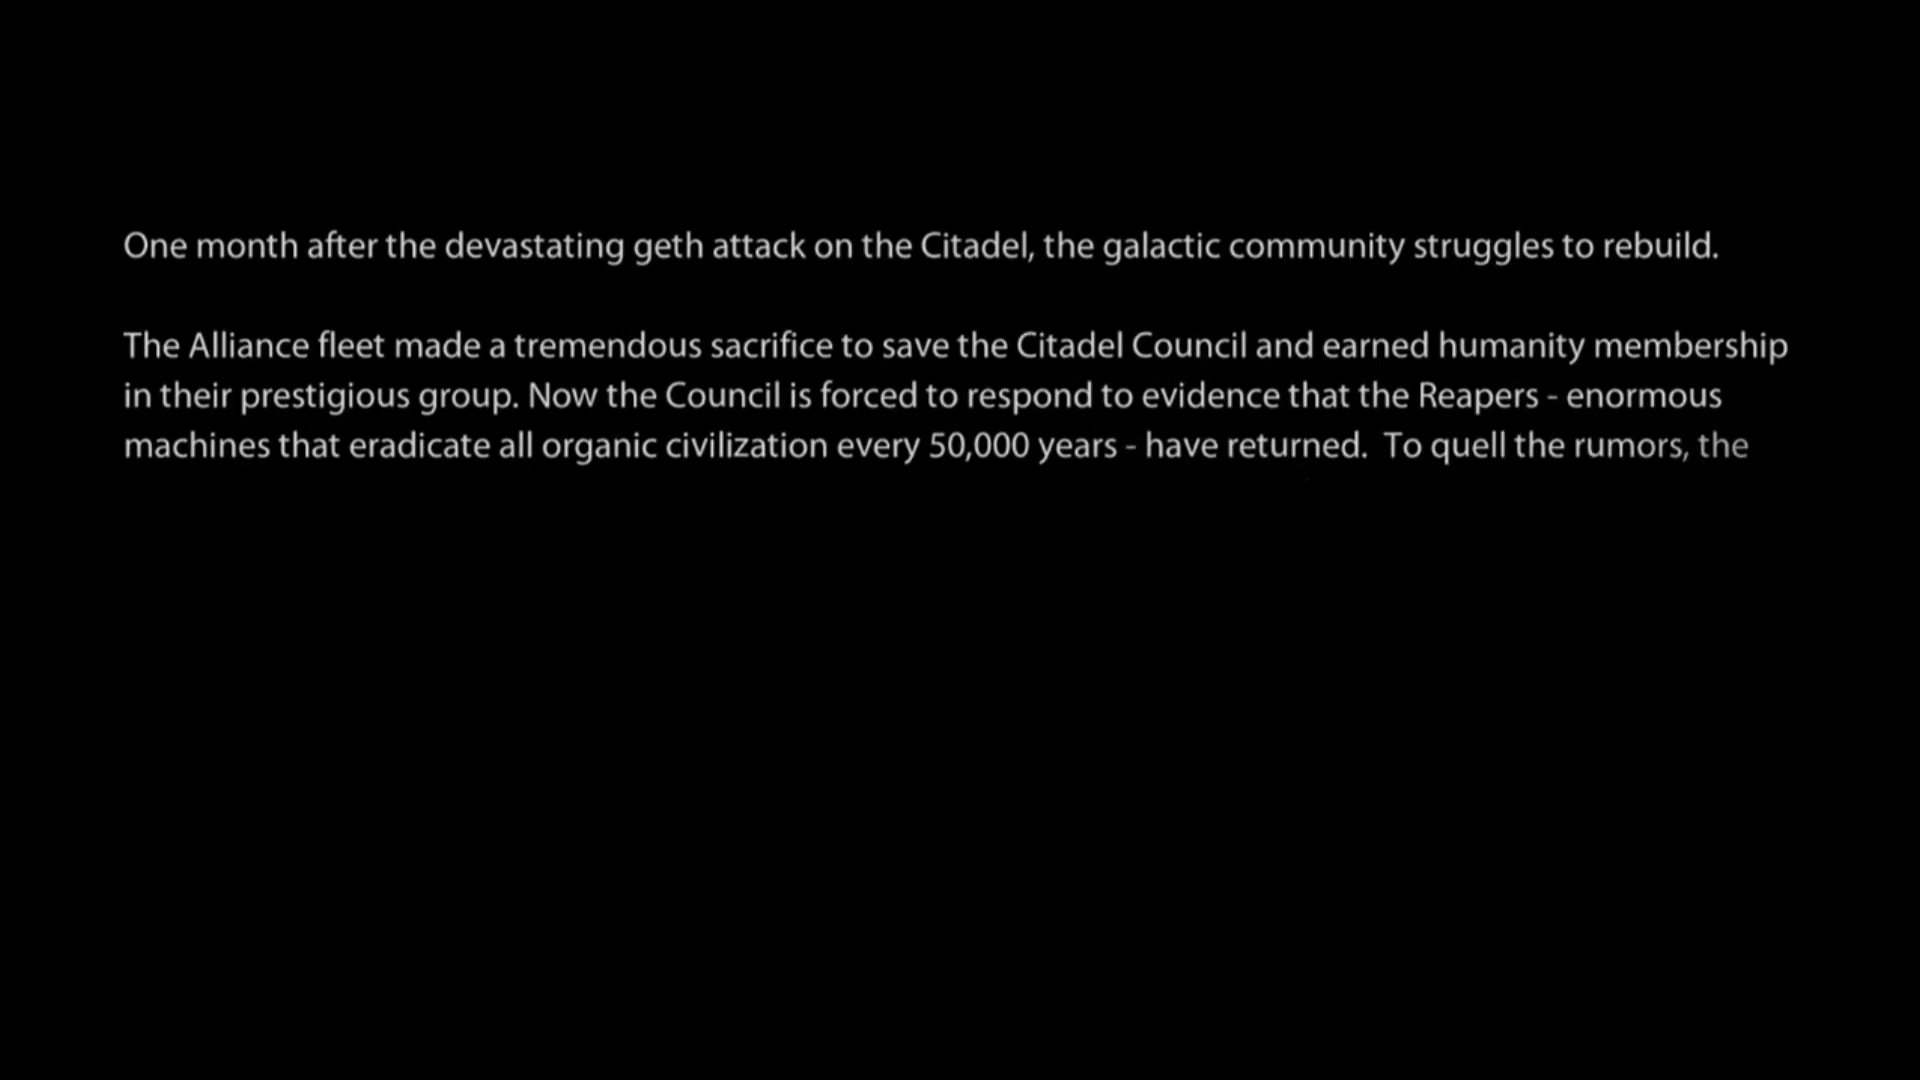 One month after the devastating geth attack on the Citadel, the galactic community struggles to rebuild.
The Alliance fleet made a tremendous sacrifice to save the Citadel Council and earned humanity membership
in their prestigious group. Now the Council is forced to respond to evidence that the Reapers - enormous
machines that eradicate all organic civilization every 50,000 years - have returned.  To quell the rumors, the